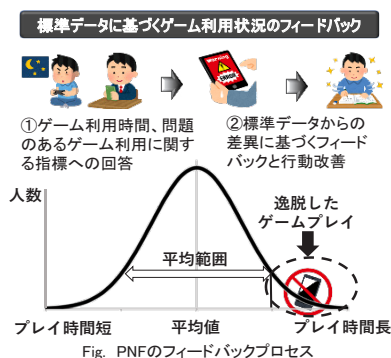 標準データに基づくゲーム利用状況のフィードバック
Warning
ERROR
①ゲーム利用時間、問題
のあるゲーム利用に関す
る指標への回答
②標準データからの
差異に基づくフィード
バックと行動改善
人数
逸脱した
ゲームプレイ
平均範囲
プレイ時間短
平均値
プレイ時間長
Fig. PNFのフィードバックプロセス